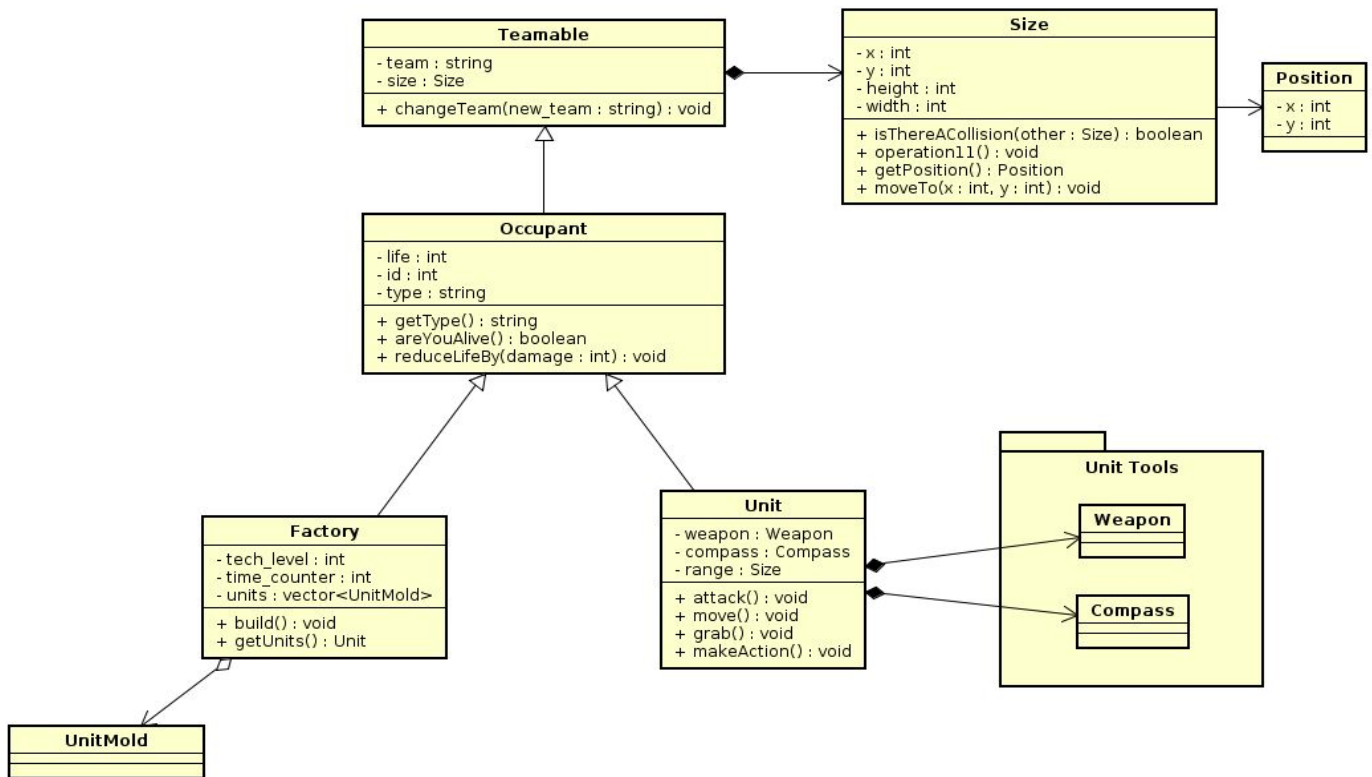 Teamable
- team : string
- size : Size
+ changeTeam(new_team : string) : void
Size
- x : int
- y : int
- height : int
- width : int
+ isThereACollision(other : Size) : boolean
+ operation11() : void
+ getPosition() : Position
+ moveTo(x : int, y : int) : void
Position
- x : int
- y : int
Occupant
- life : int
- id : int
- type : string
+ getType() : string
+ areYouAlive() : boolean
+ reduceLifeBy(damage : int) : void
Factory
- tech_level : int
- time_counter : int
- units : vector<UnitMold>
+ build() : void
+ getUnits() : Unit
Unit
- weapon : Weapon
- compass : Compass
- range : Size
+ attack() : void
+ move() : void
+ grab() : void
+ makeAction() : void
Unit Tools
Weapon
Compass
UnitMold